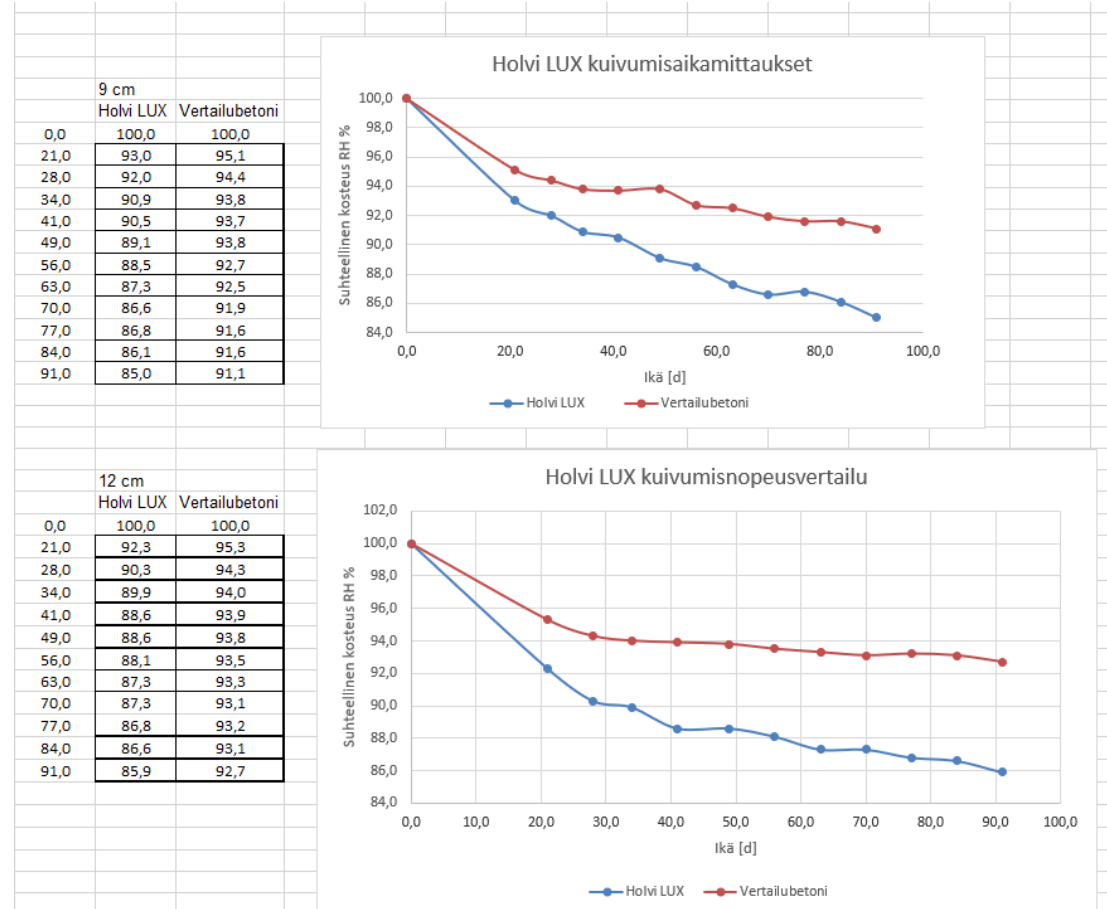 9 cm
Holvi LUX Vertailubetoni
0,0 100,0 100,0
21,0 93,0 95,1
28,0 92,0 94,4
34,0 90,9 93,8
41,0 90,5 93,7
49,0 89,1 93,8
56,0 88,5 92,7
63,0 87,3 92,5
70,0 86,6 91,9
77,0 86,8 91,6
84,0 86,1 91,6
91,0 85,0 91,1
Holvi LUX kuivumisaikamittaukset
Suhteellinen kosteus RH %
100,0
98,0
96,0
94,0
92,0
90,0
88,0
86,0
84,0
0,0 20,0 40,0 60,0 80,0 100,0
Ikä [d]
Holvi LUX Vertailubetoni
12 cm
Holvi LUX Vertailubetoni
0,0 100,0 100,0
21,0 92,3 95,3
28,0 90,3 94,3
34,0 89,9 94,0
41,0 88,6 93,9
49,0 88,6 93,8
56,0 88,1 93,5
63,0 87,3 93,3
70,0 87,3 93,1
77,0 86,8 93,2
84,0 86,6 93,1
91,0 85,9 92,7
Holvi LUX kuivumisnopeusvertailu
Suhteellinen kosteus RH %
102,0
100,0
98,0
96,0
94,0
92,0
90,0
88,0
86,0
84,0
0,0 10,0 20,0 30,0 40,0 50,0 60,0 70,0 80,0 90,0 100,0
Ikä [d]
Holvi LUX Vertailubetoni